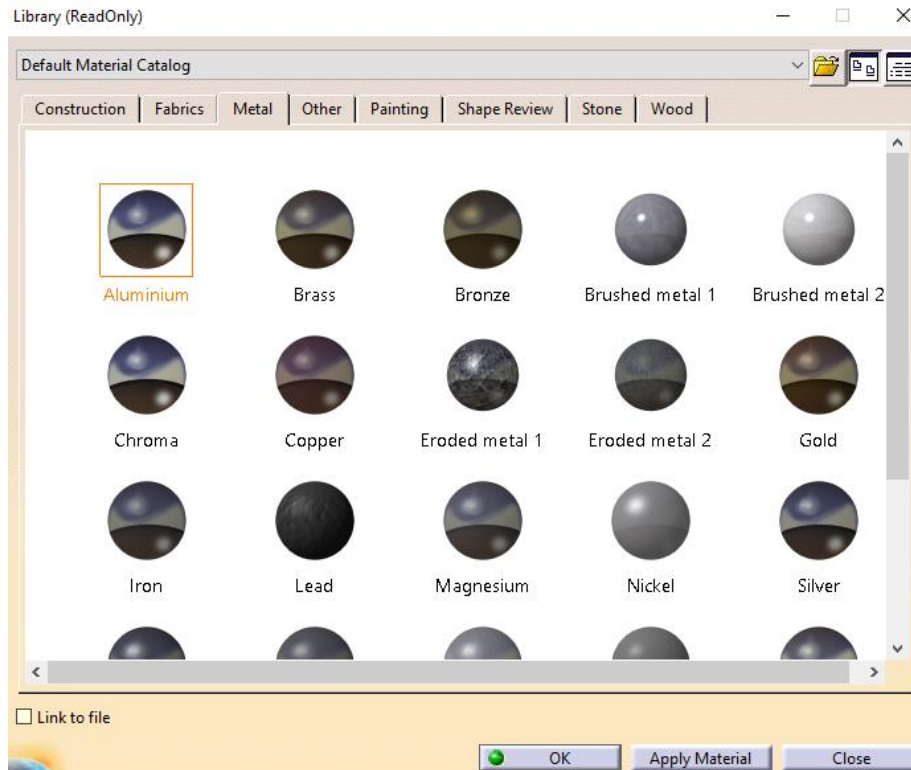 Library (ReadOnly)
Default Material Catalog
Construction Fabrics Metal Other Painting Shape Review Stone Wood
Aluminium Brass Bronze Brushed metal 1 Brushed metal 2
Chroma Copper Eroded metal 1 Eroded metal 2 Gold
Iron Lead Magnesium Nickel Silver
Link to file
OK Apply Material Close